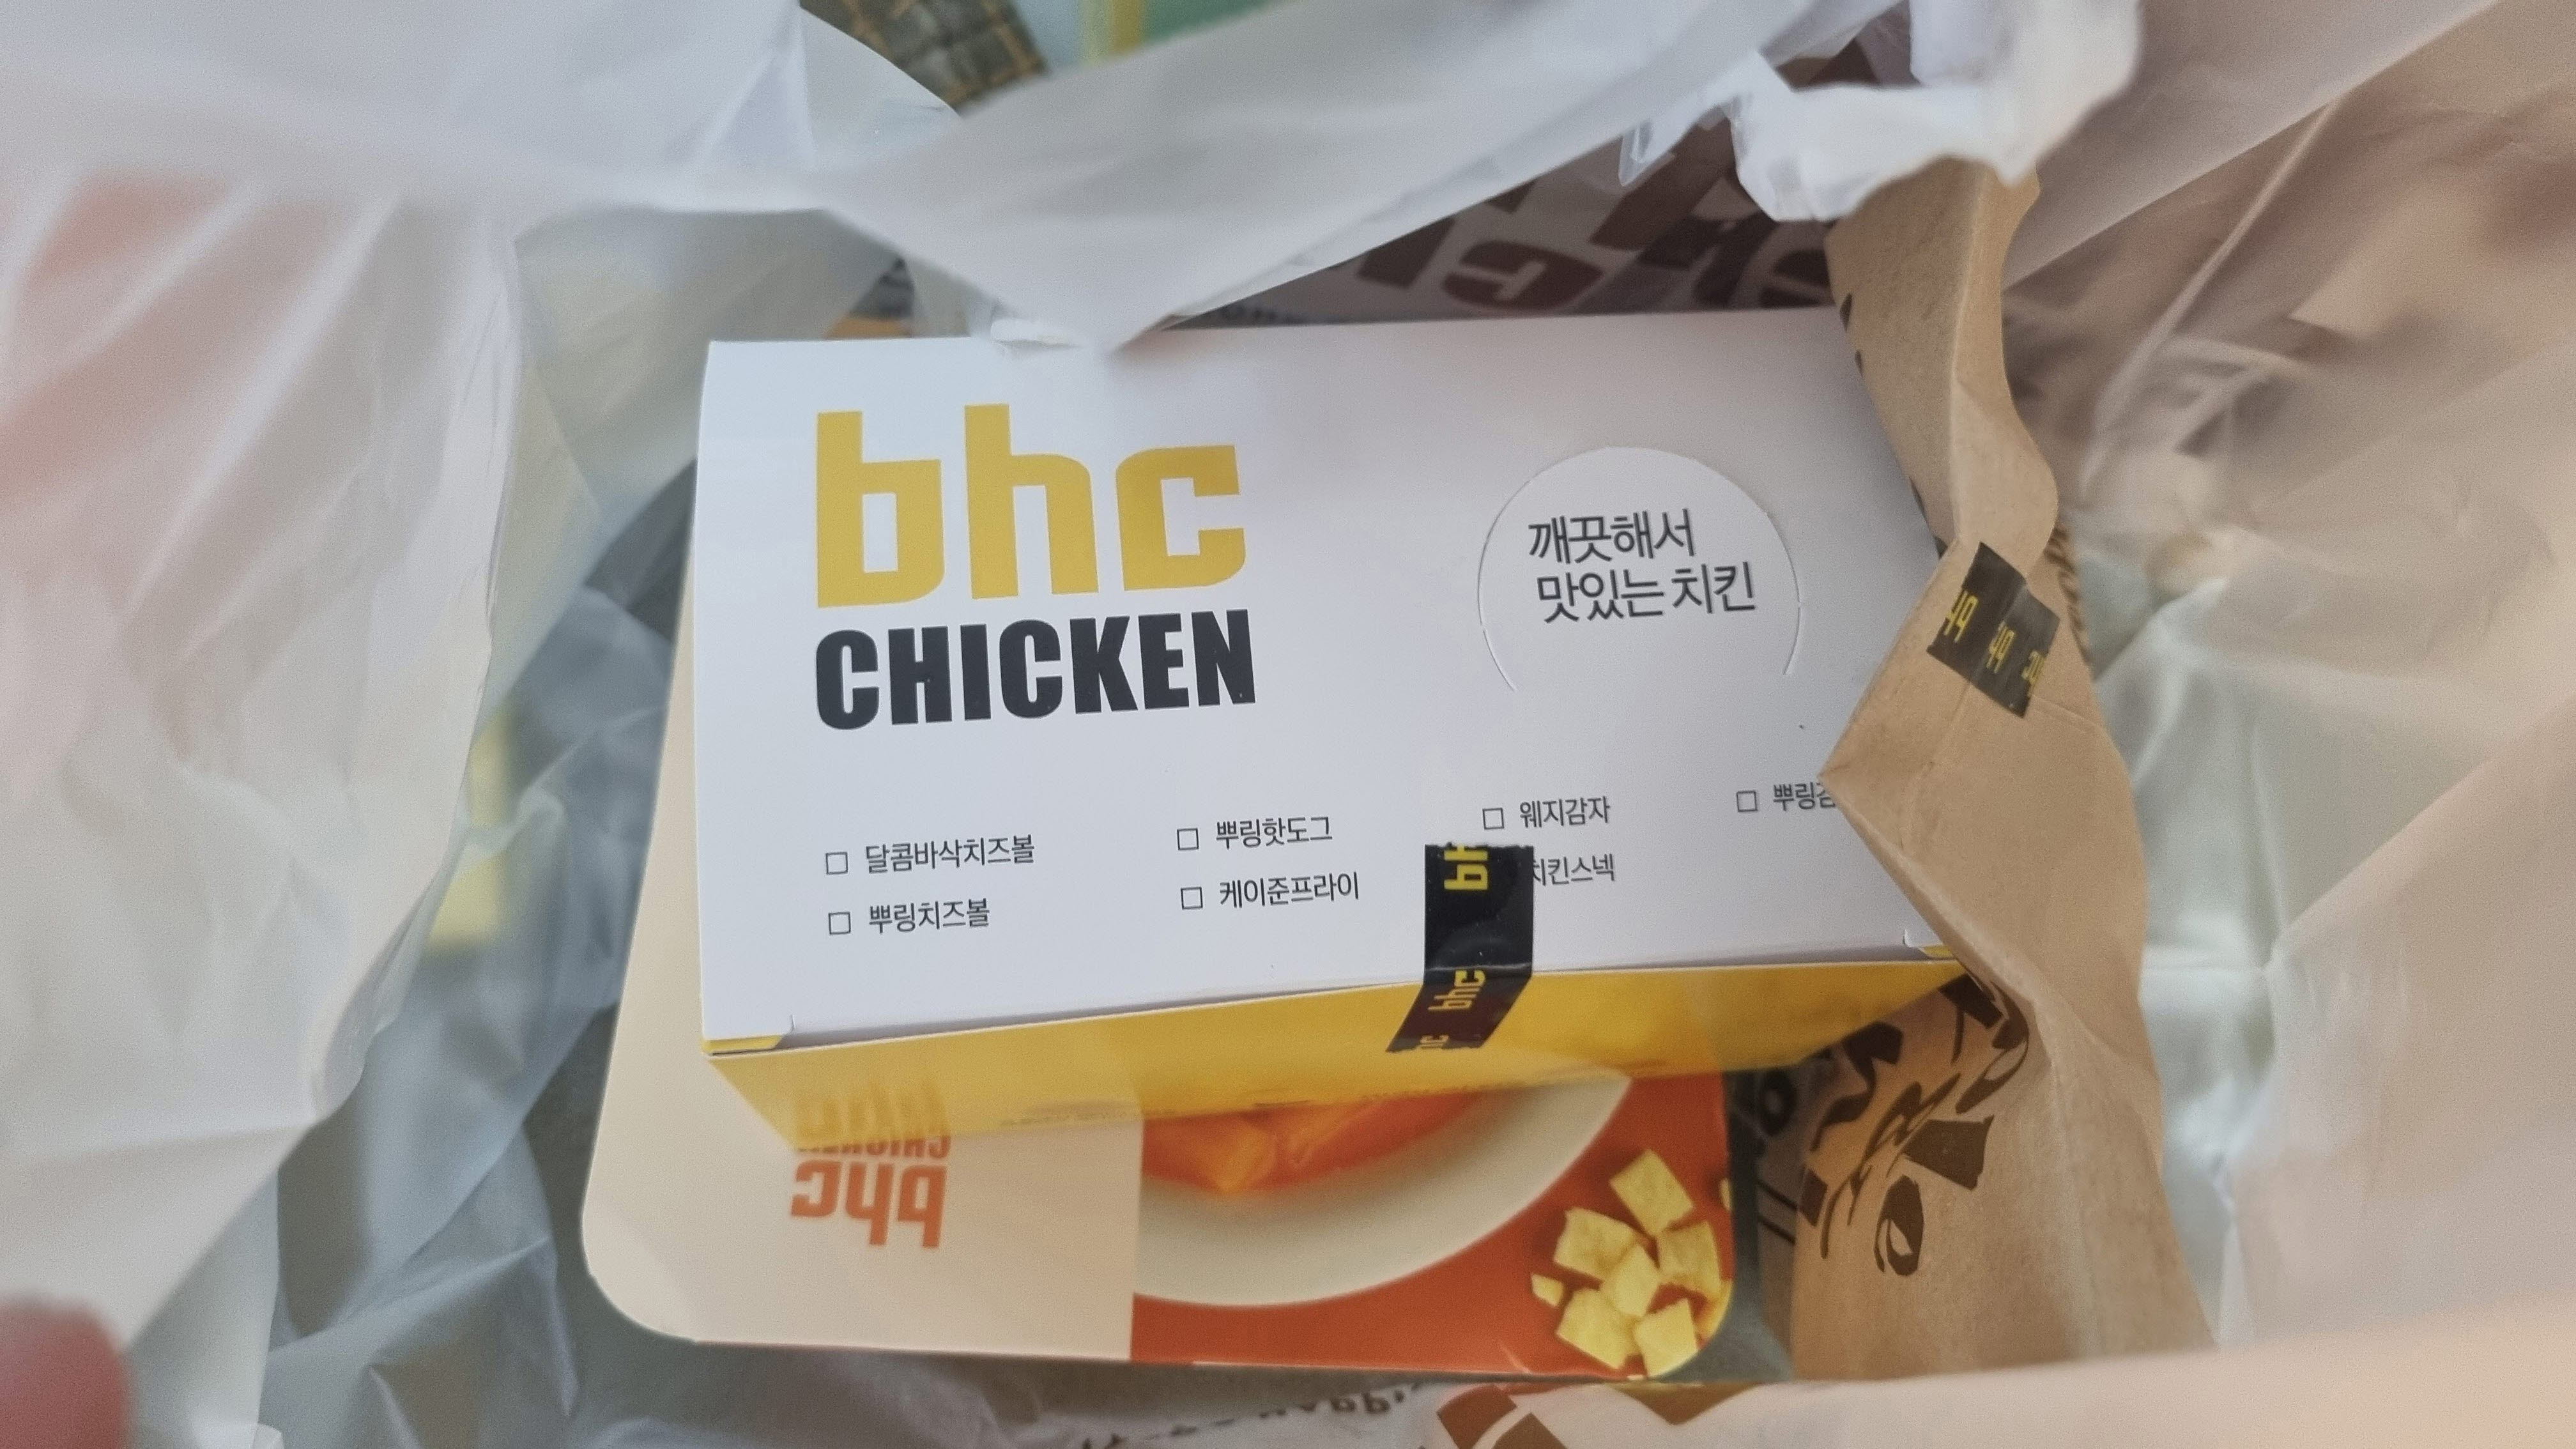 bhc
CHICKEN
깨끗해서
맛있는 치킨
□ 달콤바삭치즈볼
□ 뿌링핫도그
□ 웨지감자
□ 뿌링치즈볼
□ 케이준프라이
치킨스넥
bhc
bhc
CHICKEN